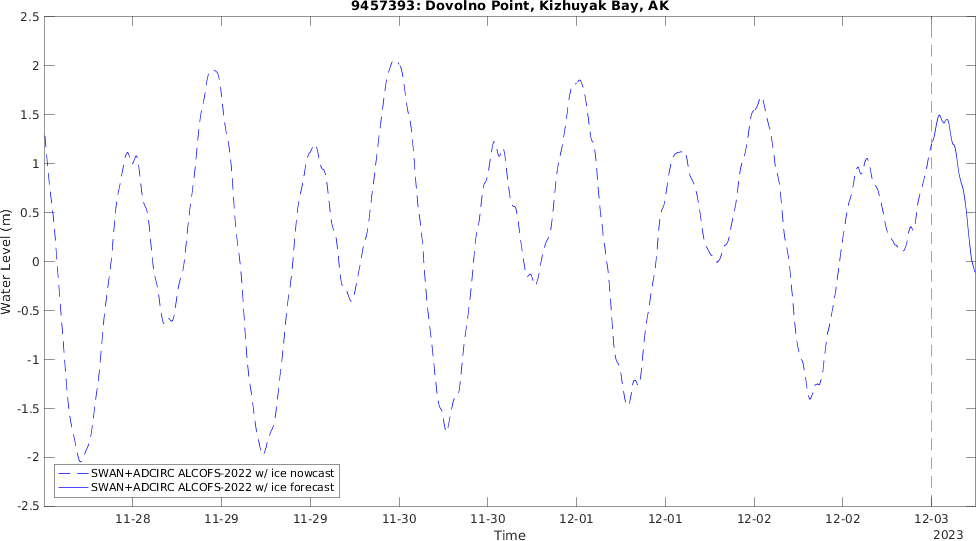 9457393: Dovolno Point, Kizhuyak Bay, AK
2.5
2
1.5
1
0.5
0
-0.5
-1
-1.5
-2
-2.5
Water Level (m)
SWAN+ADCIRC ALCOFS-2022 w/ ice nowcast
SWAN+ADCIRC ALCOFS-2022 w/ ice forecast
11-28 11-29 11-29 11-30 11-30 12-01 12-01 12-02 12-02 12-03
2023
Time